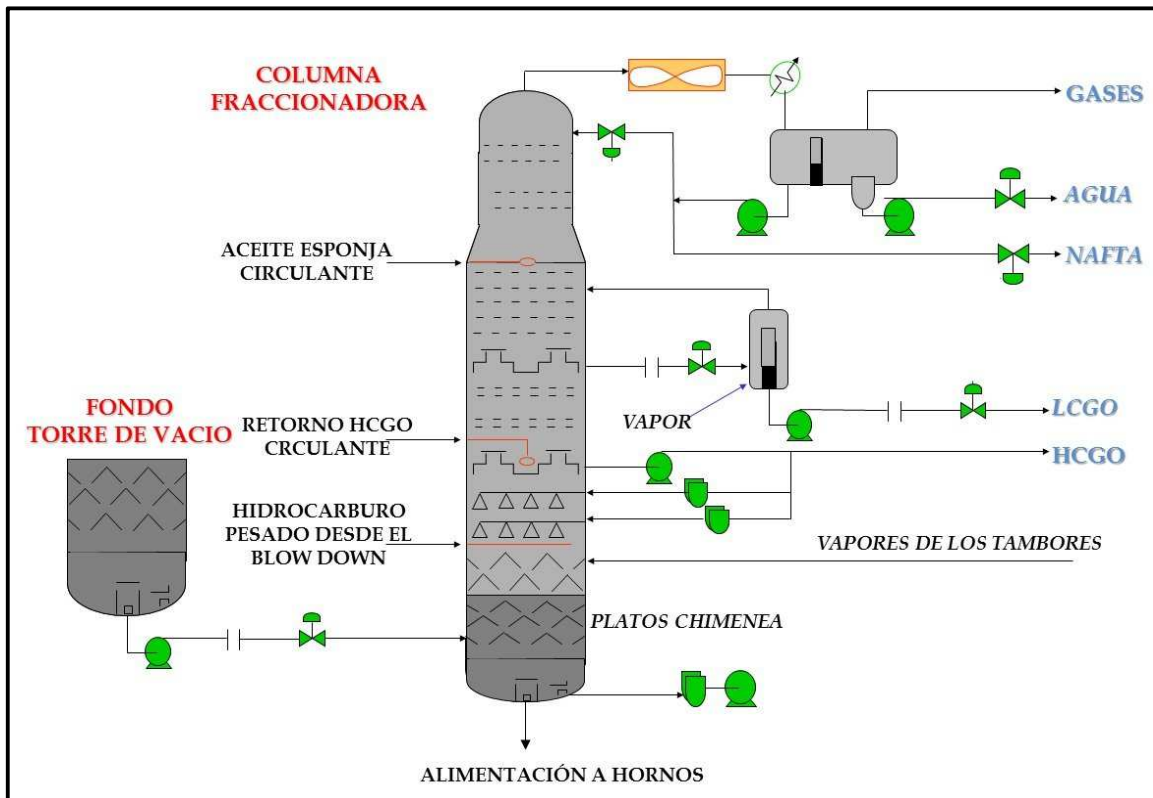 COLUMNA
FRACCIONADORA
GASES
AGUA
NAFTA
ACEITE ESPONJA
CIRCULANTE
VAPOR
LCGO
FONDO
TORRE DE VACIO
RETORNO HCGO
CRCULANTE
HCGO
HIDROCARBURO
PESADO DESDE EL
BLOW DOWN
VAPORES DE LOS TAMBORES
PLATOS CHIMENEA
ALIMENTACIÓN A HORNOS